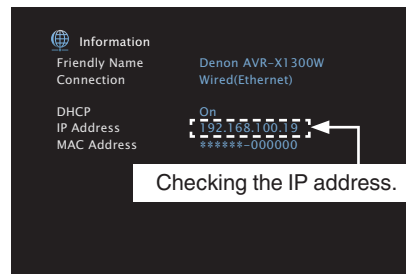 Information
Friendly Name Denon AVR-X1300W
Connection Wired(Ethernet)
DHCP On
IP Address 192.168.100.19
MAC Address ******-000000
Checking the IP address.